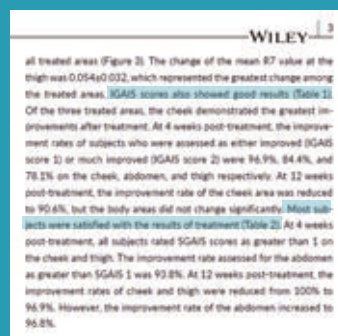 WILEY 3
all treated areas (Figure 3). The change of the mean R7 value at the
thigh was 0.054±0.032, which represented the greatest change among
the treated areas. IGAIS scores also showed good results (Table 1).
Of the three treated areas, the cheek demonstrated the greatest im-
provements after treatment. At 4 weeks post-treatment, the improve-
ment rates of subjects who were assessed as either improved (IGAIS
score 1) or much improved (IGAIS score 2) were 96.9%, 84.4%, and
78.1% on the cheek, abdomen, and thigh respectively. At 12 weeks
post-treatment, the improvement rate of the cheek area was reduced
to 90.6%, but the body areas did not change significantly. Most sub-
jects were satisfied with the results of treatment (Table 2). At 4 weeks
post-treatment, all subjects rated SGAIS scores as greater than 1 on
the cheek and thigh. The improvement rate assessed for the abdomen
as greater than SGAIS 1 was 93.8%. At 12 weeks post-treatment, the
improvement rates of cheek and thigh were reduced from 100% to
96.9%. However, the improvement rate of the abdomen increased to
96.8%.